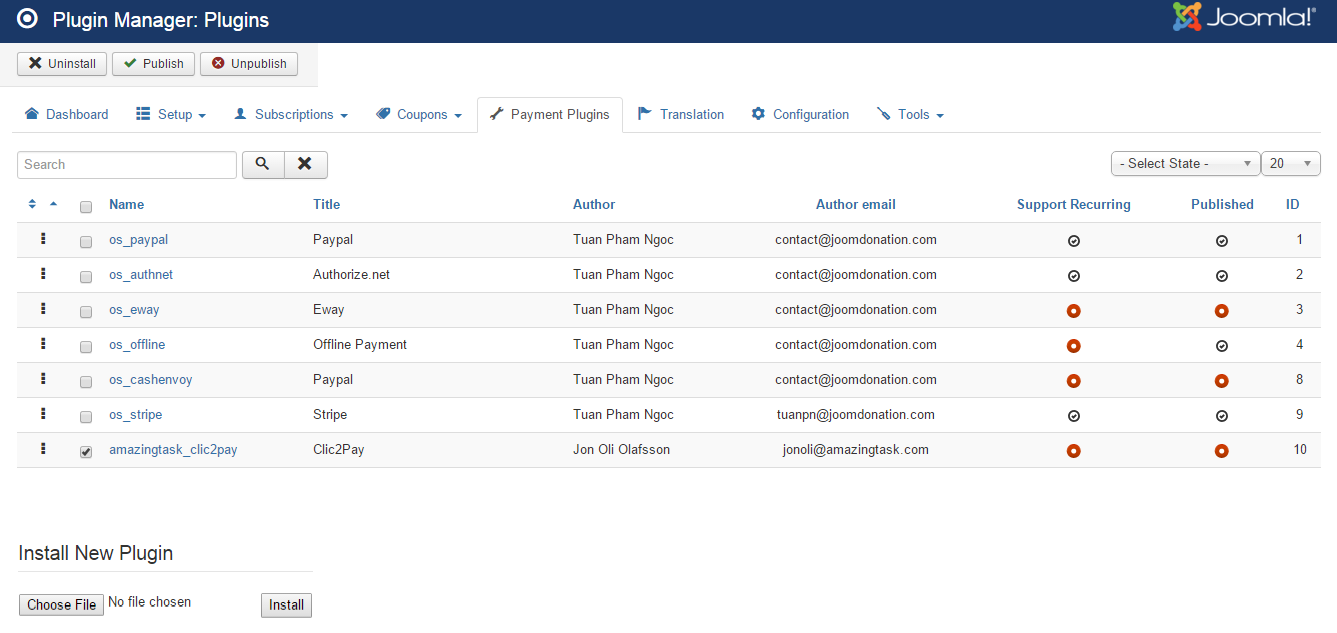 Plugin Manager: Plugins
Joomla!®
Uninstall Publish Unpublish
Dashboard Setup Subscriptions Coupons Payment Plugins Translation Configuration Tools
Search - Select State - 20
Name Title Author Author email Support Recurring Published ID
os_paypal Paypal Tuan Pham Ngoc contact@joomdonation.com 1
os_authnet Authorize.net Tuan Pham Ngoc contact@joomdonation.com 2
os_eway Eway Tuan Pham Ngoc contact@joomdonation.com 3
os_offline Offline Payment Tuan Pham Ngoc contact@joomdonation.com 4
os_cashenvoy Paypal Tuan Pham Ngoc contact@joomdonation.com 8
os_stripe Stripe Tuan Pham Ngoc tuanpn@joomdonation.com 9
amazingtask_clic2pay Clic2Pay Jon Oli Olafsson jonoli@amazingtask.com 10
Install New Plugin
Choose File No file chosen Install